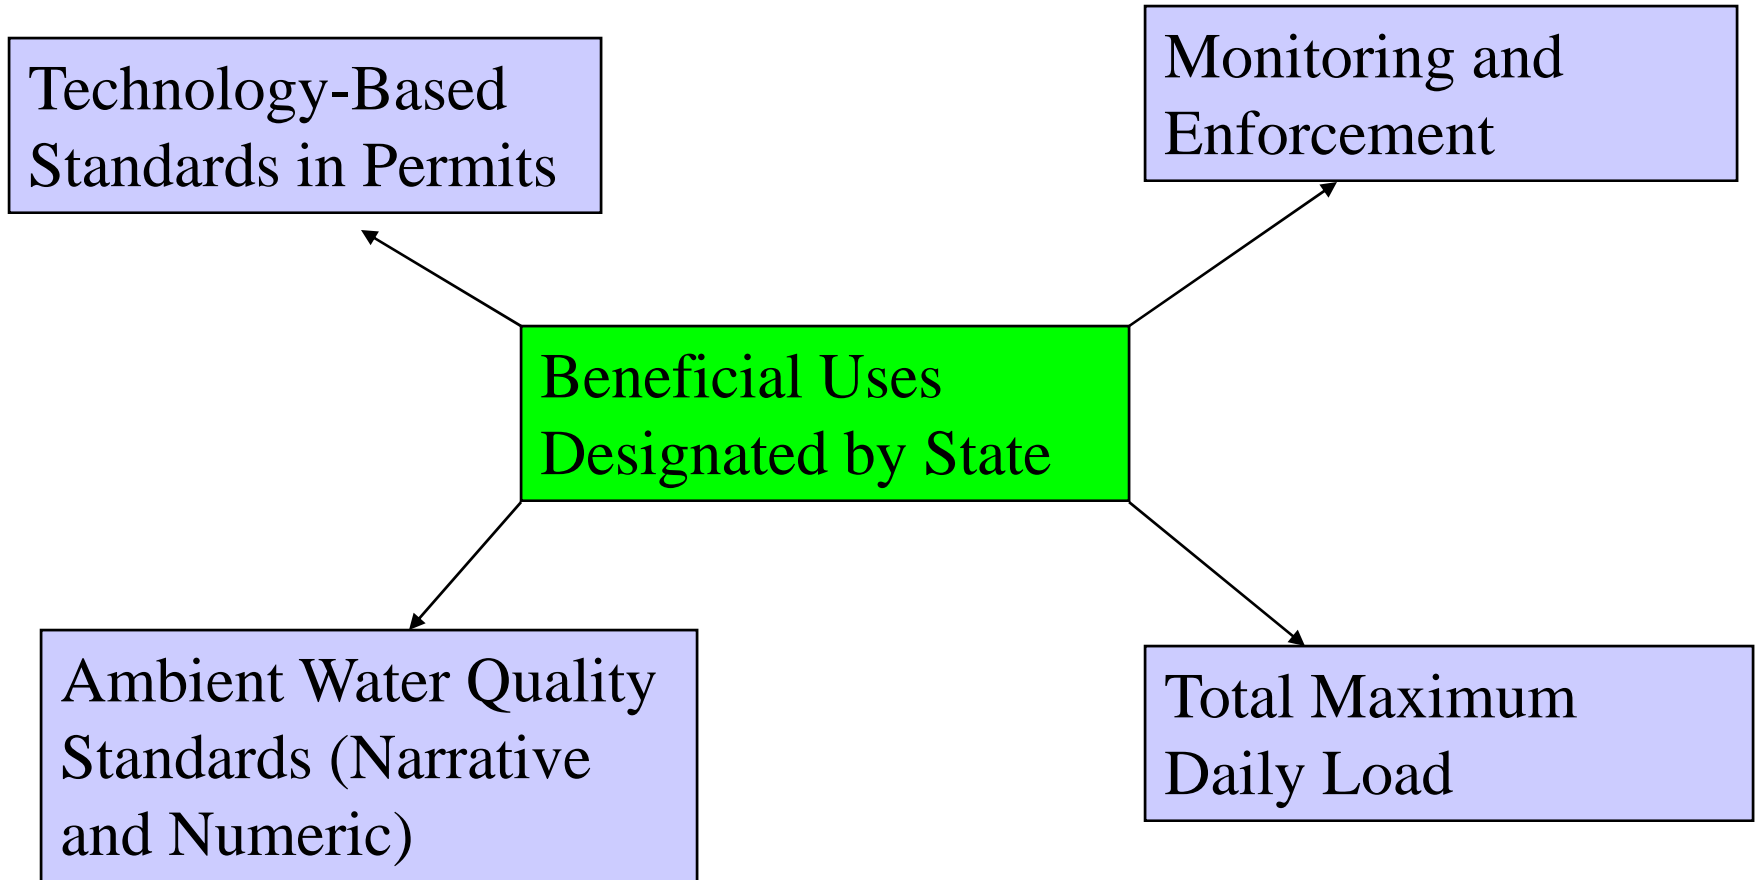 Technology-Based
Standards in Permits
Monitoring and
Enforcement
Beneficial Uses
Designated by State
Ambient Water Quality
Standards (Narrative
and Numeric)
Total Maximum
Daily Load